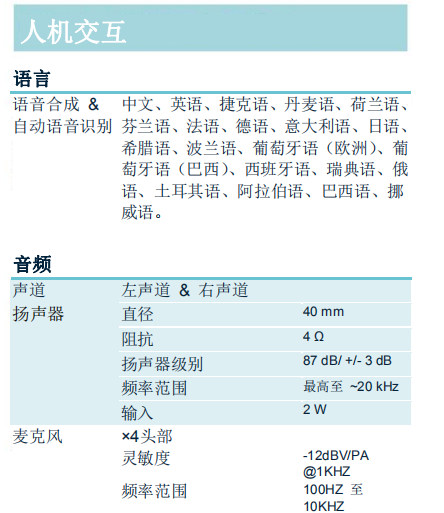 人机交互
语言
语音合成 & 中文、英语、捷克语、丹麦语、荷兰语、
自动语音识别 芬兰语、法语、德语、意大利语、日语、
希腊语、波兰语、葡萄牙语（欧洲）、葡
萄牙语（巴西）、西班牙语、瑞典语、俄
语、土耳其语、阿拉伯语、巴西语、挪
威语。
音频
声道 左声道 & 右声道
扬声器 直径 40 mm
阻抗 4 Ω
扬声器级别 87 dB/ +/- 3 dB
频率范围 最高至 ~20 kHz
输入 2 W
麦克风 ×4头部
灵敏度 -12dBV/PA
@1KHZ
频率范围 100HZ 至
10KHZ